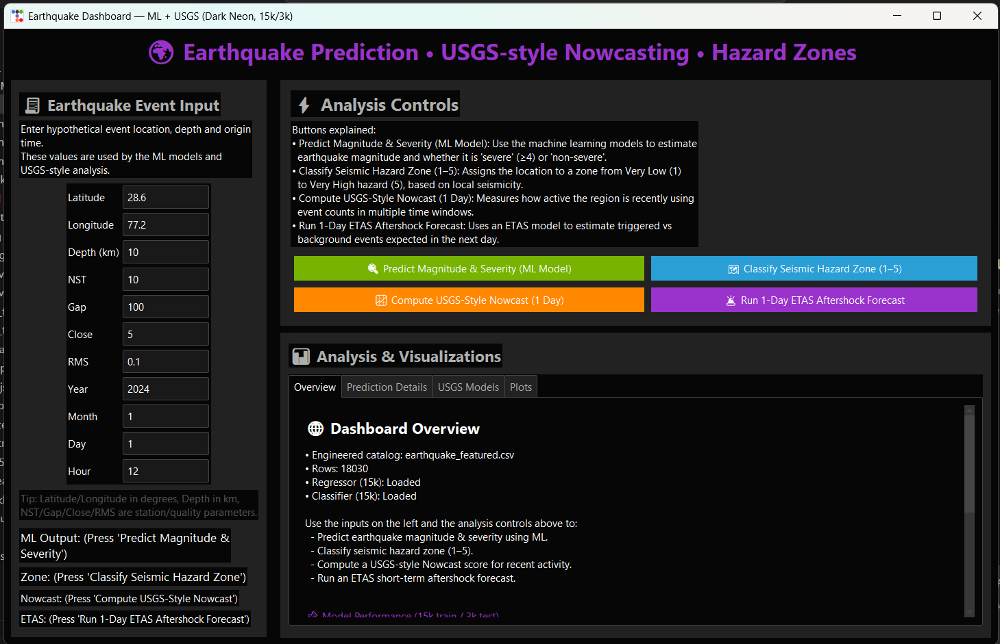 Earthquake Dashboard — ML + USGS (Dark Neon, 15k/3k)
Earthquake Prediction • USGS-style Nowcasting • Hazard Zones
Earthquake Event Input
Enter hypothetical event location, depth and origin
time.
These values are used by the ML models and
USGS-style analysis.
Latitude 28.6
Longitude 77.2
Depth (km) 10
NST 10
Gap 100
Close 5
RMS 0.1
Year 2024
Month 1
Day 1
Hour 12
Tip: Latitude/Longitude in degrees, Depth in km,
NST/Gap/Close/RMS are station/quality parameters.
ML Output: (Press 'Predict Magnitude &
Severity')
Zone: (Press 'Classify Seismic Hazard Zone')
Nowcast: (Press 'Compute USGS-Style Nowcast')
ETAS: (Press 'Run 1-Day ETAS Aftershock Forecast')
Analysis Controls
Buttons explained:
• Predict Magnitude & Severity (ML Model): Use the machine learning models to estimate
earthquake magnitude and whether it is 'severe' (≥4) or 'non-severe'.
• Classify Seismic Hazard Zone (1–5): Assigns the location to a zone from Very Low (1)
to Very High hazard (5), based on local seismicity.
• Compute USGS-Style Nowcast (1 Day): Measures how active the region is recently using
event counts in multiple time windows.
• Run 1-Day ETAS Aftershock Forecast: Uses an ETAS model to estimate triggered vs
background events expected in the next day.
Predict Magnitude & Severity (ML Model)
Classify Seismic Hazard Zone (1–5)
Compute USGS-Style Nowcast (1 Day)
Run 1-Day ETAS Aftershock Forecast
Analysis & Visualizations
Overview Prediction Details USGS Models Plots
Dashboard Overview
• Engineered catalog: earthquake_featured.csv
• Rows: 18030
• Regressor (15k): Loaded
• Classifier (15k): Loaded
Use the inputs on the left and the analysis controls above to:
- Predict earthquake magnitude & severity using ML.
- Classify seismic hazard zone (1–5).
- Compute a USGS-style Nowcast score for recent activity.
- Run an ETAS short-term aftershock forecast.
Model Performance (15k train / 3k test)